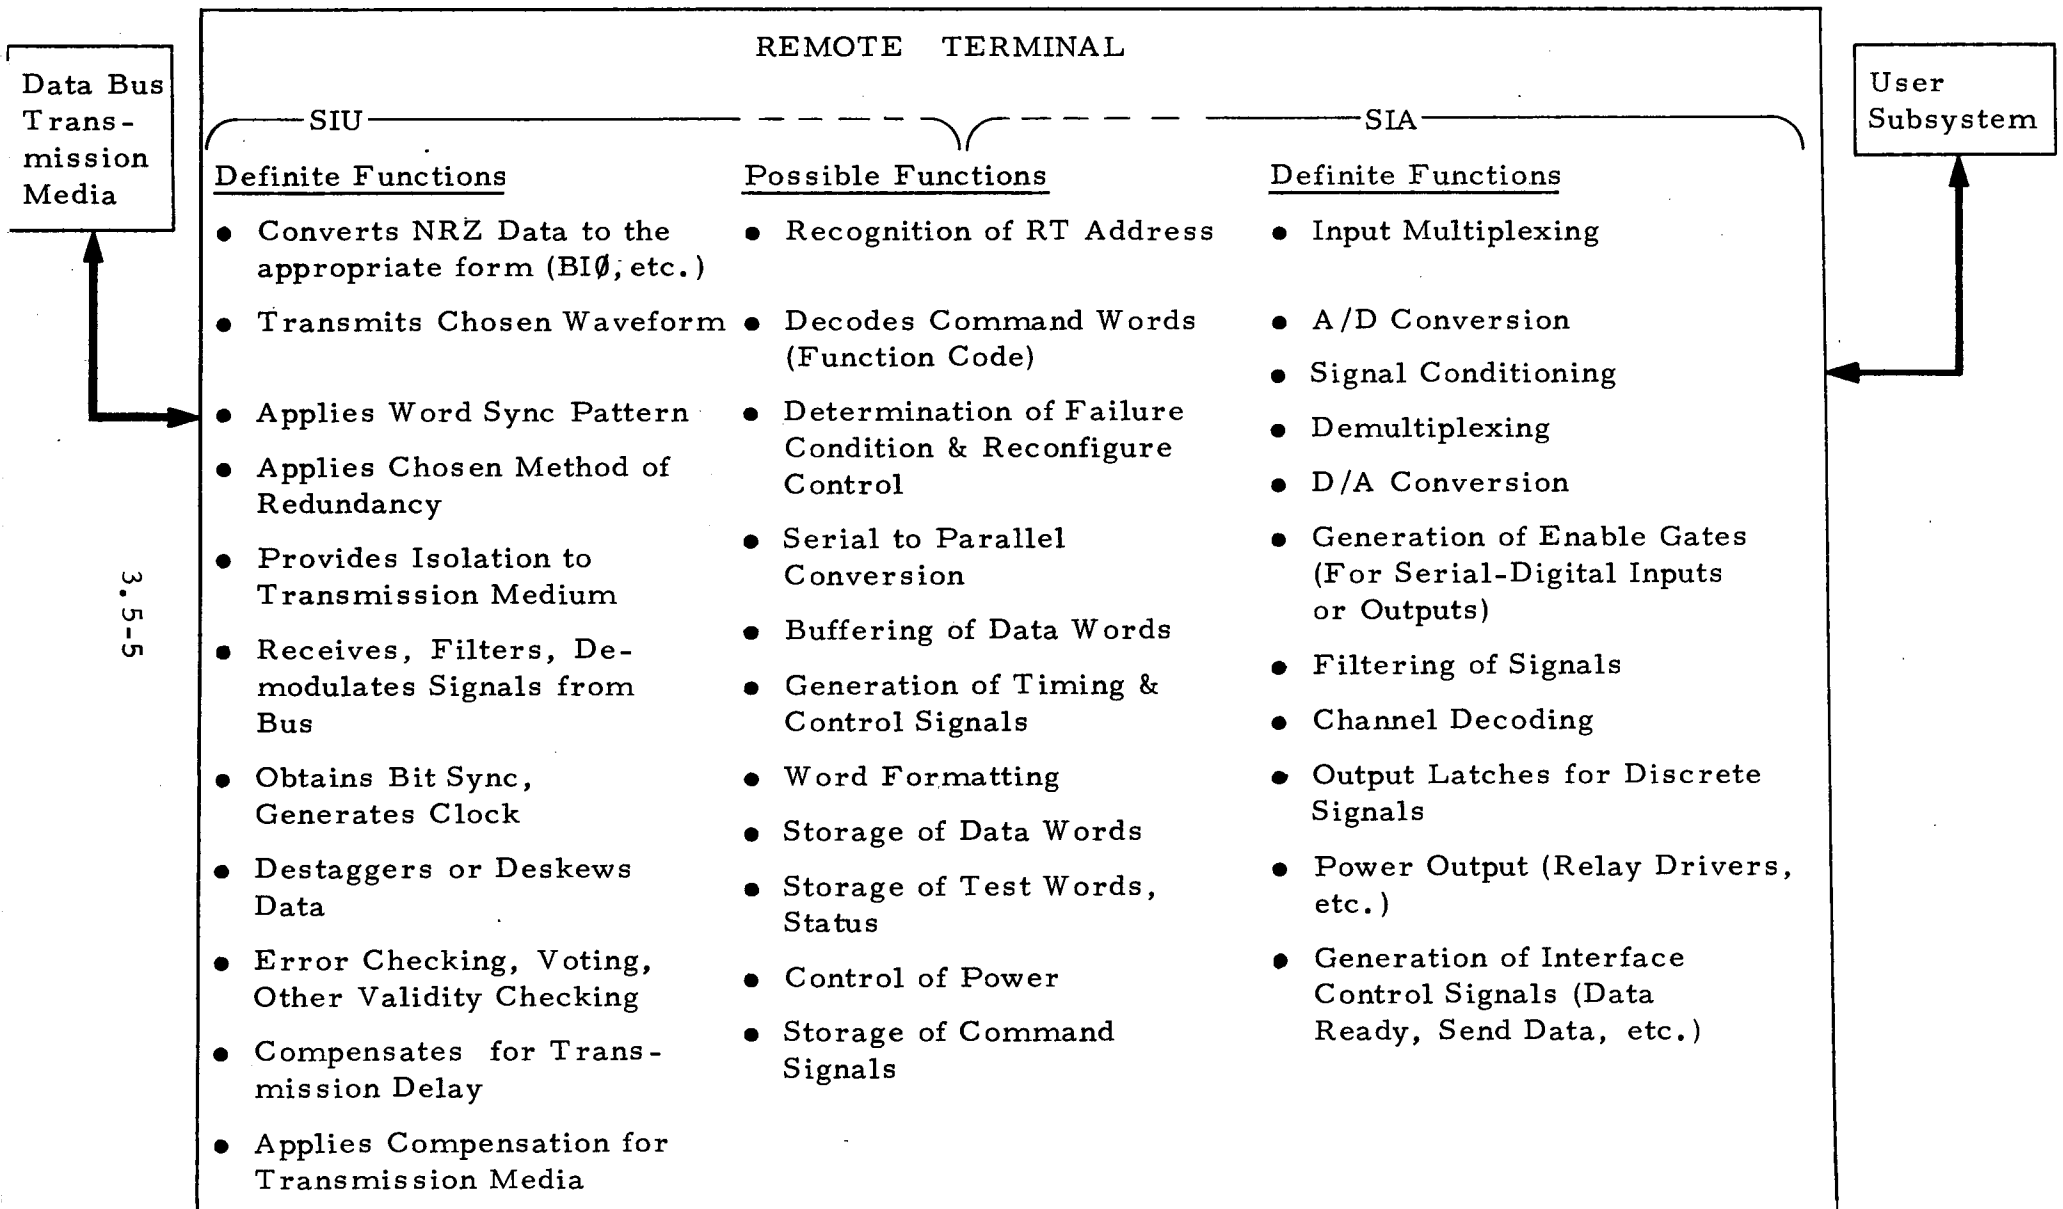 REMOTE TERMINAL
Data Bus
Trans-
mission
Media
User
Subsystem
SIU
SIA
Definite Functions
• Converts NRZ Data to the
appropriate form (BIØ, etc.)
• Transmits Chosen Waveform
• Applies Word Sync Pattern
• Applies Chosen Method of
Redundancy
• Provides Isolation to
Transmission Medium
• Receives, Filters, De-
modulates Signals from
Bus
• Obtains Bit Sync,
Generates Clock
• Destaggers or Deskews
Data
• Error Checking, Voting,
Other Validity Checking
• Compensates for Trans-
mission Delay
• Applies Compensation for
Transmission Media
Possible Functions
• Recognition of RT Address
• Decodes Command Words
(Function Code)
• Determination of Failure
Condition & Reconfigure
Control
• Serial to Parallel
Conversion
• Buffering of Data Words
• Generation of Timing &
Control Signals
• Word Formatting
• Storage of Data Words
• Storage of Test Words,
Status
• Control of Power
• Storage of Command
Signals
Definite Functions
• Input Multiplexing
• A/D Conversion
• Signal Conditioning
• Demultiplexing
• D/A Conversion
• Generation of Enable Gates
(For Serial-Digital Inputs
or Outputs)
• Filtering of Signals
• Channel Decoding
• Output Latches for Discrete
Signals
• Power Output (Relay Drivers,
etc.)
• Generation of Interface
Control Signals (Data
Ready, Send Data, etc.)
3.5-5